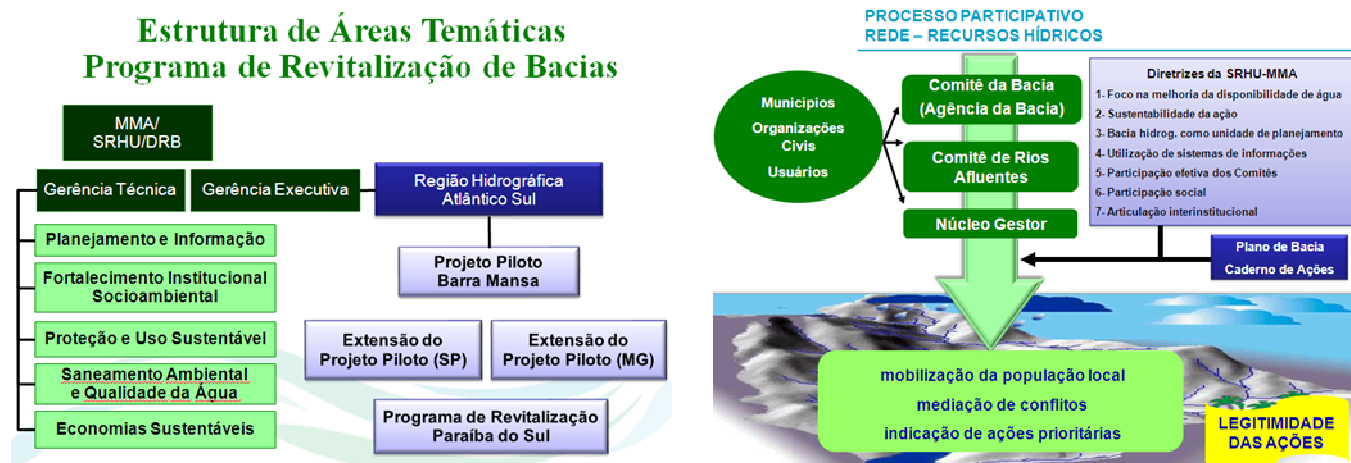 Estrutura de Áreas Temáticas
Programa de Revitalização de Bacias
MMA/
SRHU/DRB
Gerência Técnica
Gerência Executiva
Região Hidrográfica
Atlântico Sul
Planejamento e Informação
Fortalecimento Institucional
Socioambiental
Proteção e Uso Sustentável
Saneamento Ambiental
e Qualidade da Água
Economias Sustentáveis
Projeto Piloto
Barra Mansa
Extensão do
Projeto Piloto (SP)
Extensão do
Projeto Piloto (MG)
Programa de Revitalização
Paraíba do Sul
PROCESSO PARTICIPATIVO
REDE – RECURSOS HÍDRICOS
Municipios
Organizações
Civis
Usuários
Comitê da Bacia
(Agência da Bacia)
Comitê de Rios
Afluentes
Núcleo Gestor
Diretrizes da SRHU-MMA
1- Foco na melhoria da disponibilidade de água
2- Sustentabilidade da ação
3- Bacia hidrog. como unidade de planejamento
4- Utilização de sistemas de informações
5- Participação efetiva dos Comitês
6- Participação social
7- Articulação interinstitucional
Plano de Bacia
Caderno de Ações
mobilização da população local
mediação de conflitos
indicação de ações prioritárias
LEGITIMIDADE
DAS AÇÕES